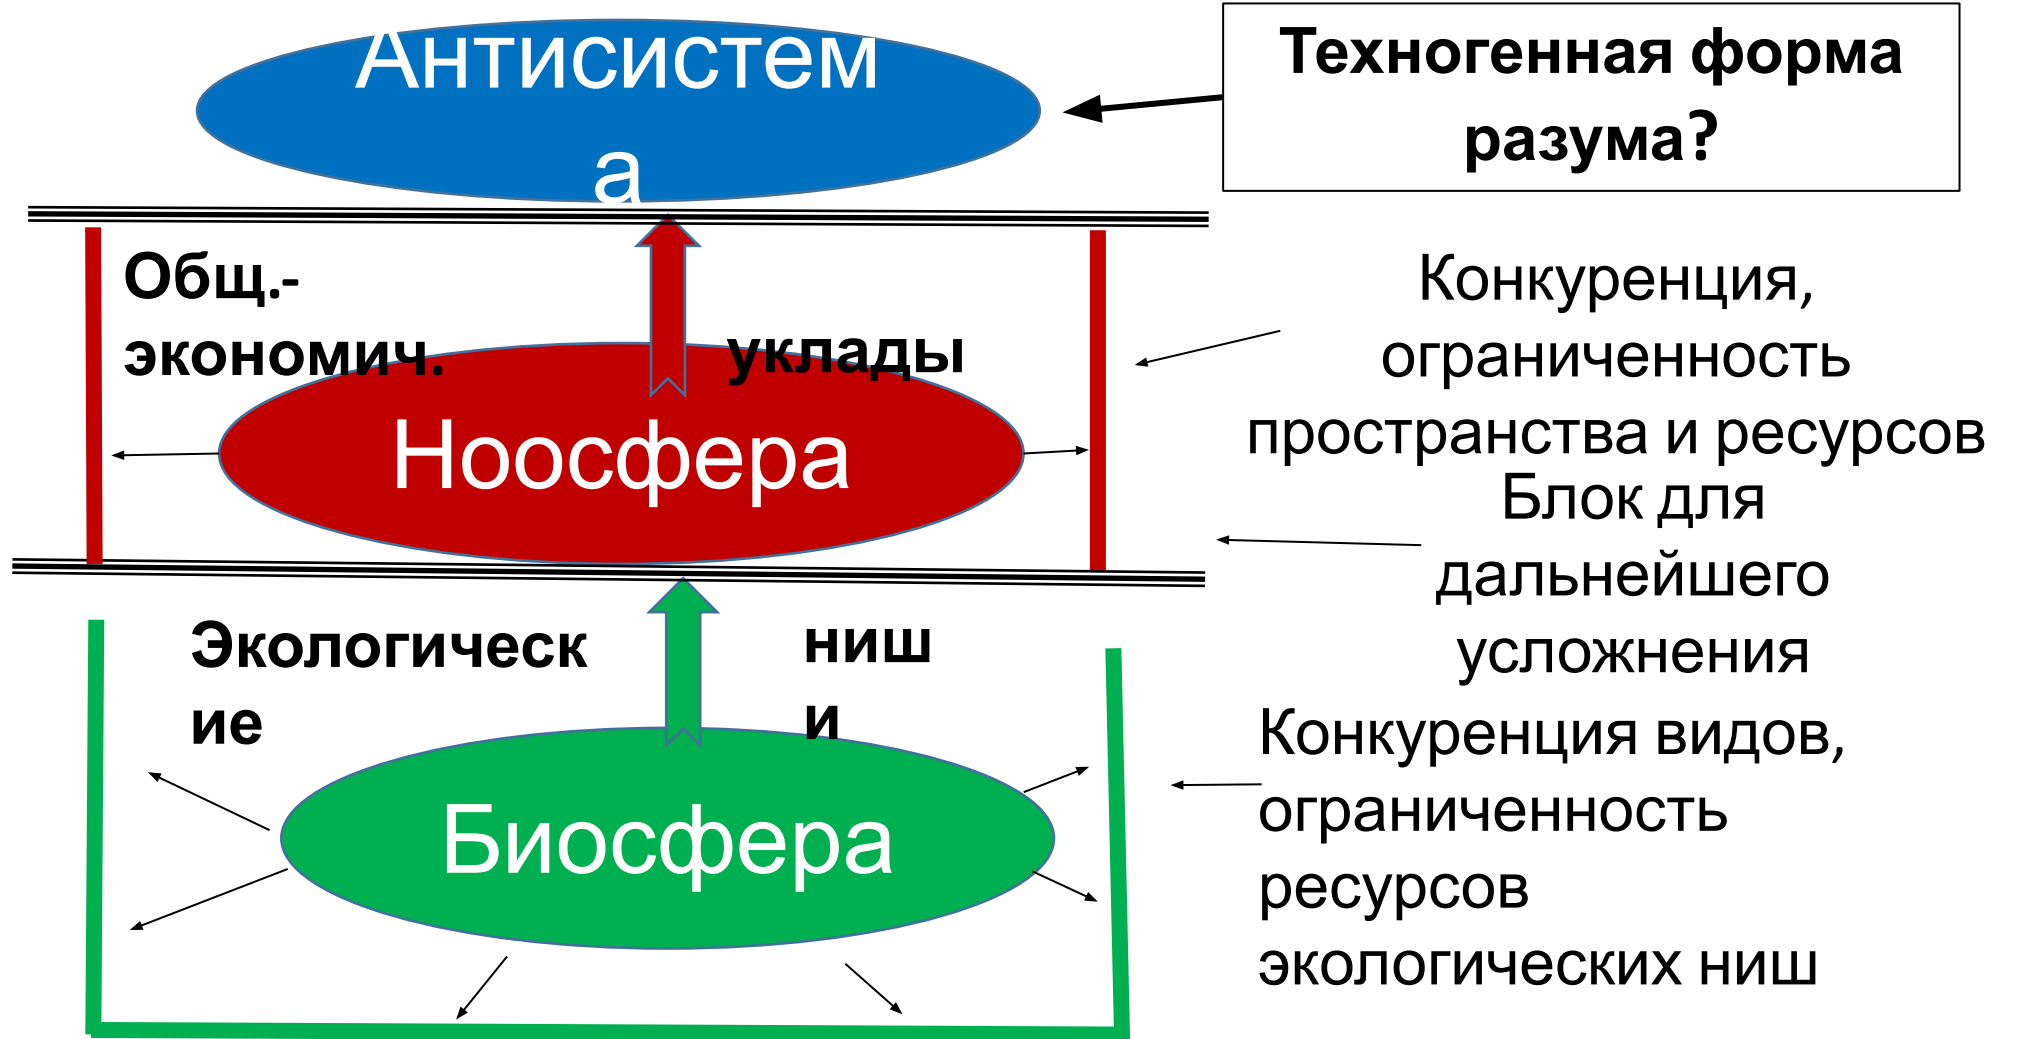 Антисистем
а
Техногенная форма
разума?
Общ.-
экономич.
уклады
Ноосфера
Конкуренция,
ограниченность
пространства и ресурсов
Блок для
дальнейшего
усложнения
Экологическ
ие
ниш
и
Биосфера
Конкуренция видов,
ограниченность
ресурсов
экологических ниш